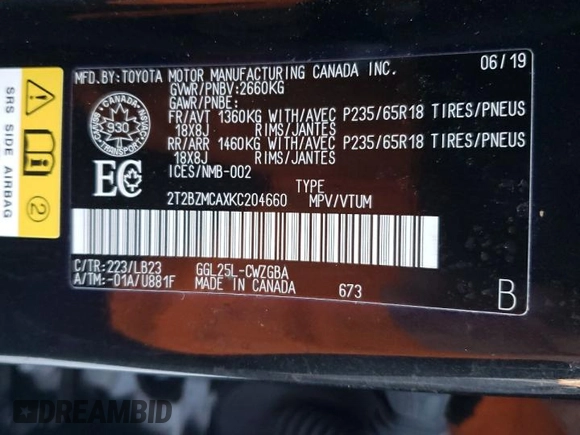 SRS SIDE AIRBAG
2
MFD.BY:TOYOTA MOTOR MANUFACTURING CANADA INC. 06/19
GVWR/PNBV:2660KG
GAWR/PNBE:
FR/AVT 1360KG WITH/AVEC P235/65R18 TIRES/PNEUS
18X8J RIMS/JANTES
RR/ARR 1460KG WITH/AVEC P235/65R18 TIRES/PNEUS
18X8J RIMS/JANTES
ICES/NMB-002
CANADA
930
TRANSPORT
EC
TYPE
2T2BZMCAXKC204660 MPV/VTUM
C/TR:223/LB23 GGL25L-CWZGBA
A/TM:-01A/U881F MADE IN CANADA 673
B
DREAMBID